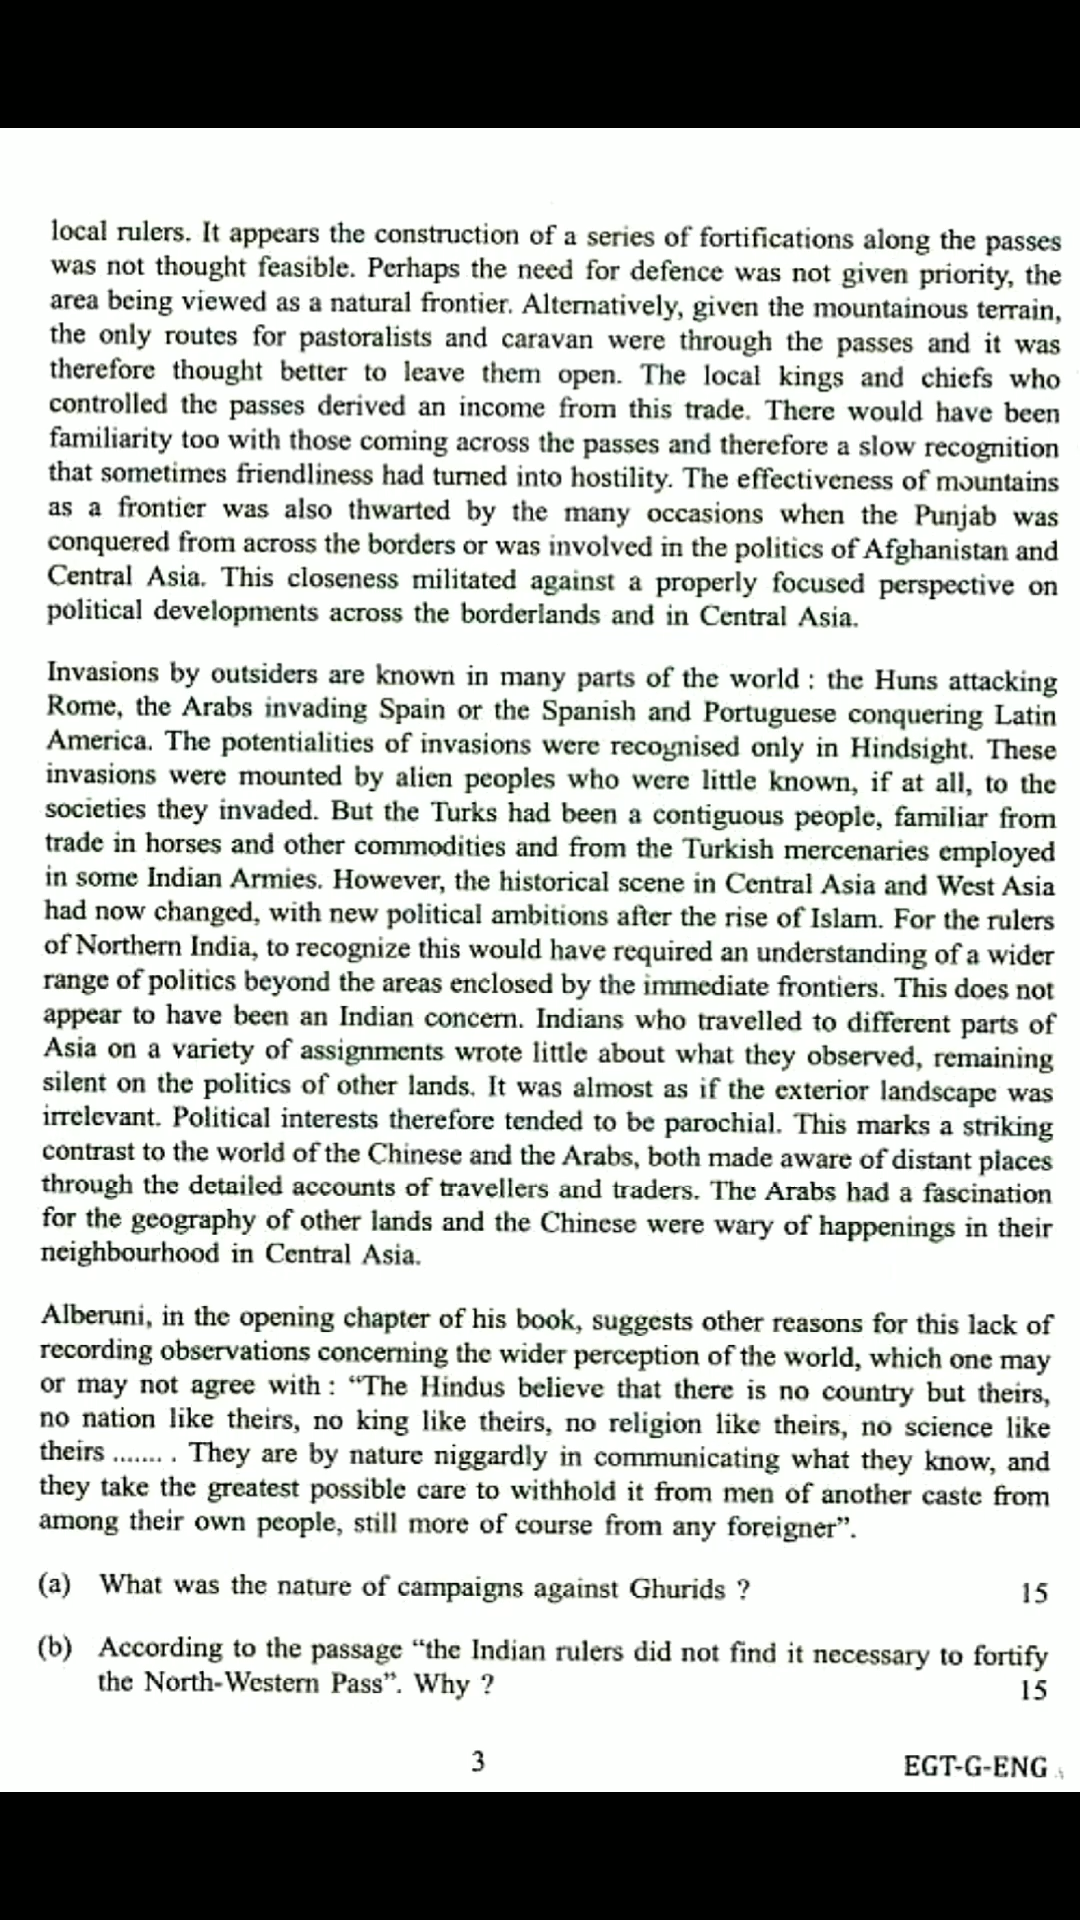 local rulers. It appears the construction of a series of fortifications along the passes
was not thought feasible. Perhaps the need for defence was not given priority, the
area being viewed as a natural frontier. Alternatively, given the mountainous terrain,
the only routes for pastoralists and caravan were through the passes and it was
therefore thought better to leave them open. The local kings and chiefs who
controlled the passes derived an income from this trade. There would have been
familiarity too with those coming across the passes and therefore a slow recognition
that sometimes friendliness had turned into hostility. The effectiveness of mountains
as a frontier was also thwarted by the many occasions when the Punjab was
conquered from across the borders or was involved in the politics of Afghanistan and
Central Asia. This closeness militated against a properly focused perspective on
political developments across the borderlands and in Central Asia.
Invasions by outsiders are known in many parts of the world : the Huns attacking
Rome, the Arabs invading Spain or the Spanish and Portuguese conquering Latin
America. The potentialities of invasions were recognised only in Hindsight. These
invasions were mounted by alien peoples who were little known, if at all, to the
societies they invaded. But the Turks had been a contiguous people, familiar from
trade in horses and other commodities and from the Turkish mercenaries employed
in some Indian Armies. However, the historical scene in Central Asia and West Asia
had now changed, with new political ambitions after the rise of Islam. For the rulers
of Northern India, to recognize this would have required an understanding of a wider
range of politics beyond the areas enclosed by the immediate frontiers. This does not
appear to have been an Indian concern. Indians who travelled to different parts of
Asia on a variety of assignments wrote little about what they observed, remaining
silent on the politics of other lands. It was almost as if the exterior landscape was
irrelevant. Political interests therefore tended to be parochial. This marks a striking
contrast to the world of the Chinese and the Arabs, both made aware of distant places
through the detailed accounts of travellers and traders. The Arabs had a fascination
for the geography of other lands and the Chinese were wary of happenings in their
neighbourhood in Central Asia.
Alberuni, in the opening chapter of his book, suggests other reasons for this lack of
recording observations concerning the wider perception of the world, which one may
or may not agree with : “The Hindus believe that there is no country but theirs,
no nation like theirs, no king like theirs, no religion like theirs, no science like
theirs ....... . They are by nature niggardly in communicating what they know, and
they take the greatest possible care to withhold it from men of another caste from
among their own people, still more of course from any foreigner”.
(a) What was the nature of campaigns against Ghurids ? 15
(b) According to the passage “the Indian rulers did not find it necessary to fortify
the North-Western Pass”. Why ? 15
3 EGT-G-ENG